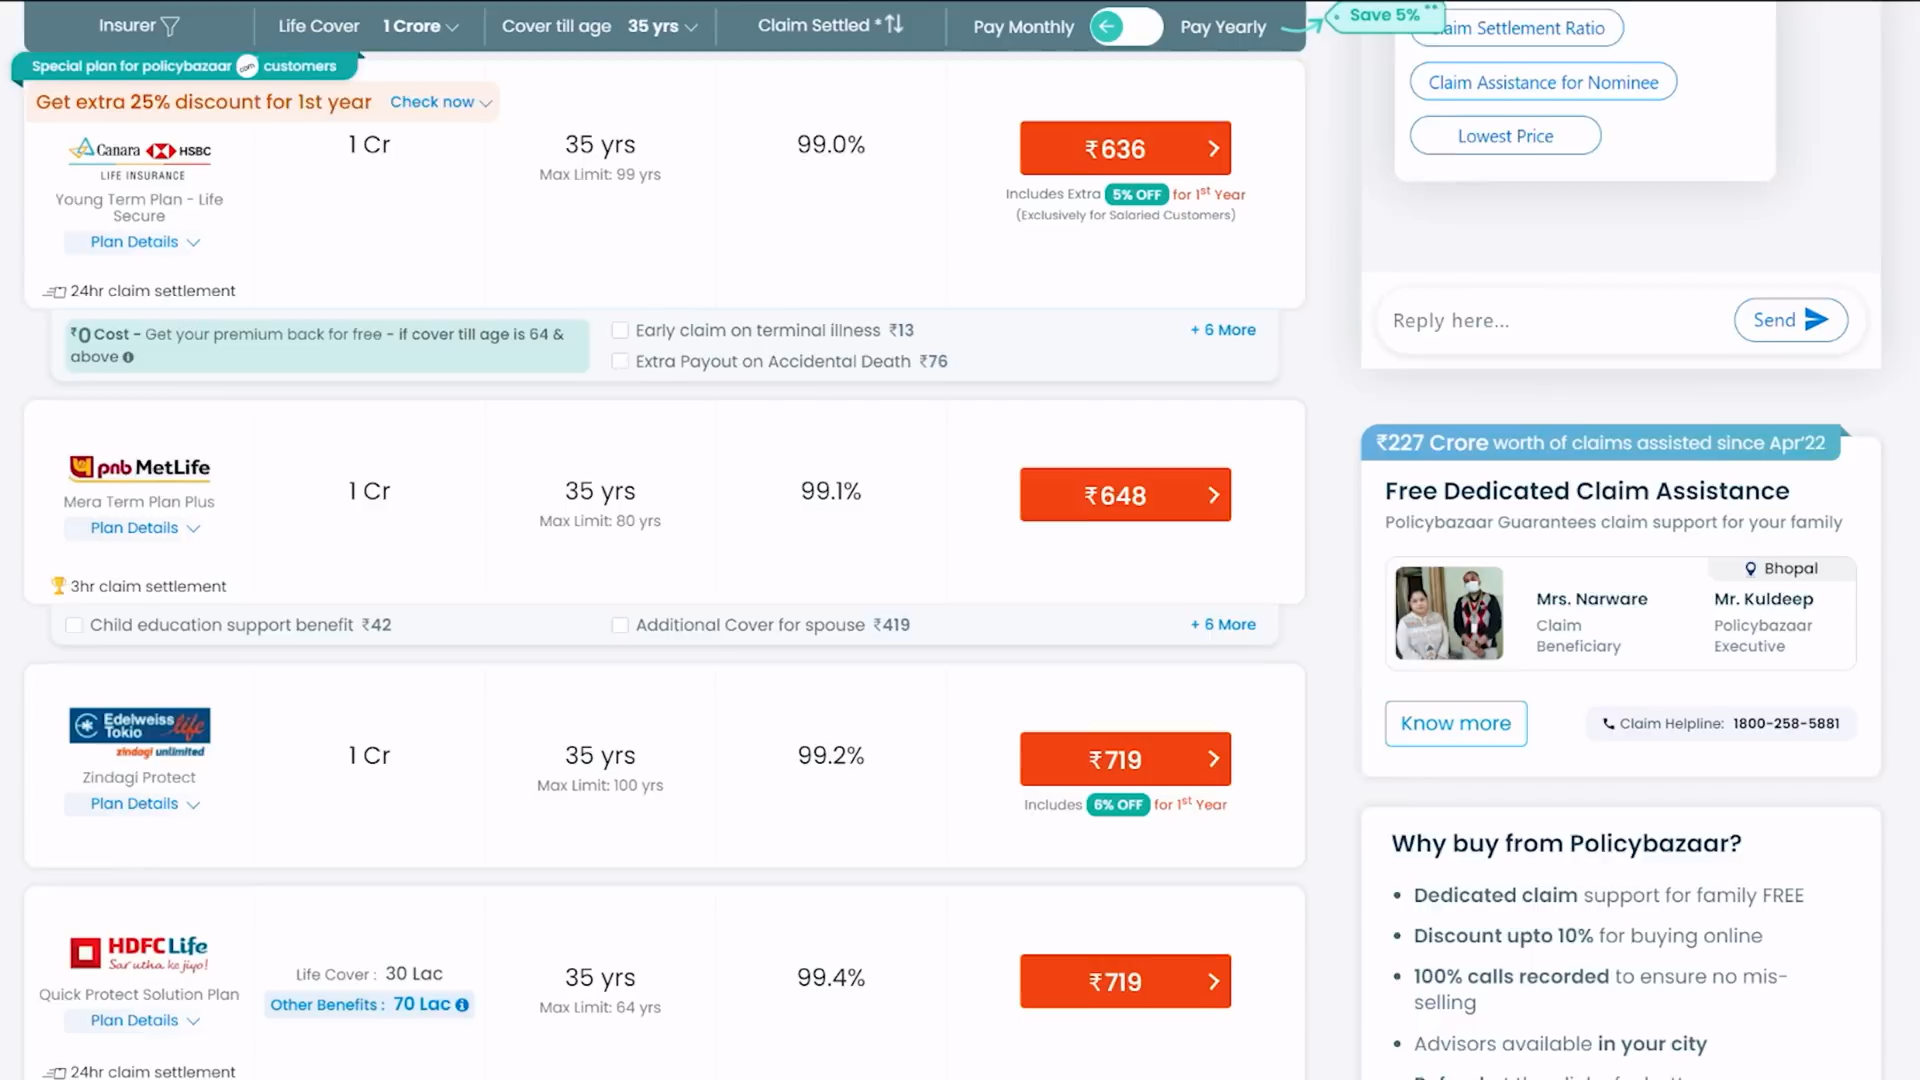 Insurer
Life Cover 1 Crore
Cover till age 35 yrs
Claim Settled *
Pay Monthly
Pay Yearly
Save 5% **
Special plan for policybazaar com customers
Get extra 25% discount for 1st year Check now
Canara HSBC
LIFE INSURANCE
Young Term Plan - Life
Secure
Plan Details
1 Cr
35 yrs
Max Limit: 99 yrs
99.0%
₹636
Includes Extra 5% OFF for 1st Year
(Exclusively for Salaried Customers)
24hr claim settlement
₹0 Cost - Get your premium back for free - if cover till age is 64 &
above
Early claim on terminal illness ₹13
Extra Payout on Accidental Death ₹76
+ 6 More
pnb MetLife
Mera Term Plan Plus
Plan Details
1 Cr
35 yrs
Max Limit: 80 yrs
99.1%
₹648
3hr claim settlement
Child education support benefit ₹42
Additional Cover for spouse ₹419
+ 6 More
Edelweiss
Tokio life
zindagi unlimited
Zindagi Protect
Plan Details
1 Cr
35 yrs
Max Limit: 100 yrs
99.2%
₹719
Includes 6% OFF for 1st Year
HDFC Life
Sar utha ke jiyo!
Quick Protect Solution Plan
Plan Details
Life Cover : 30 Lac
Other Benefits : 70 Lac
35 yrs
Max Limit: 64 yrs
99.4%
₹719
24hr claim settlement
aim Settlement Ratio
Claim Assistance for Nominee
Lowest Price
Reply here...
Send
₹227 Crore worth of claims assisted since Apr'22
Free Dedicated Claim Assistance
Policybazaar Guarantees claim support for your family
Bhopal
Mrs. Narware
Claim
Beneficiary
Mr. Kuldeep
Policybazaar
Executive
Know more
Claim Helpline: 1800-258-5881
Why buy from Policybazaar?
• Dedicated claim support for family FREE
• Discount upto 10% for buying online
• 100% calls recorded to ensure no mis-
selling
• Advisors available in your city